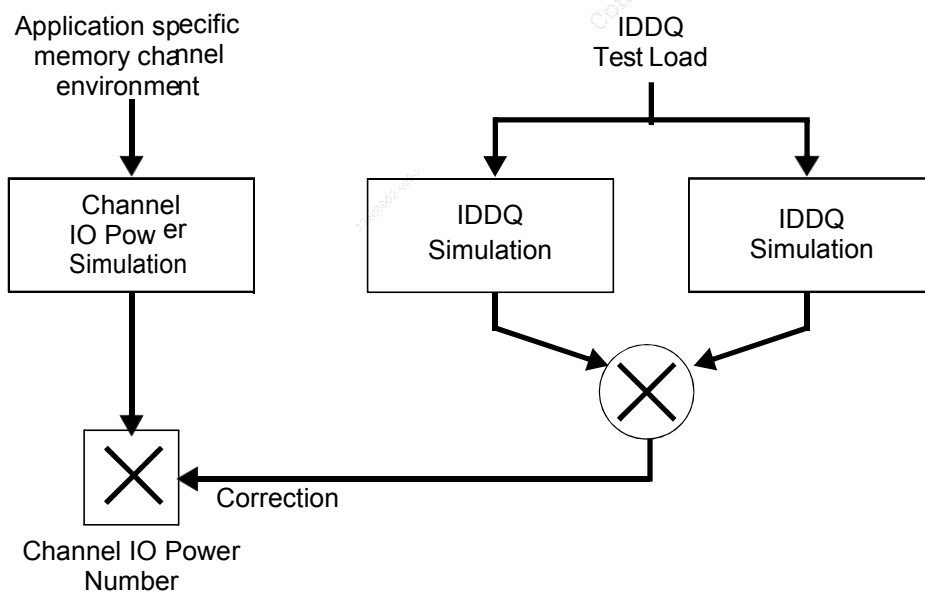 Application specific
memory channel
environment
IDDQ
Test Load
Channel
IO Power
Simulation
IDDQ
Simulation
IDDQ
Simulation
Correction
Channel IO Power
Number